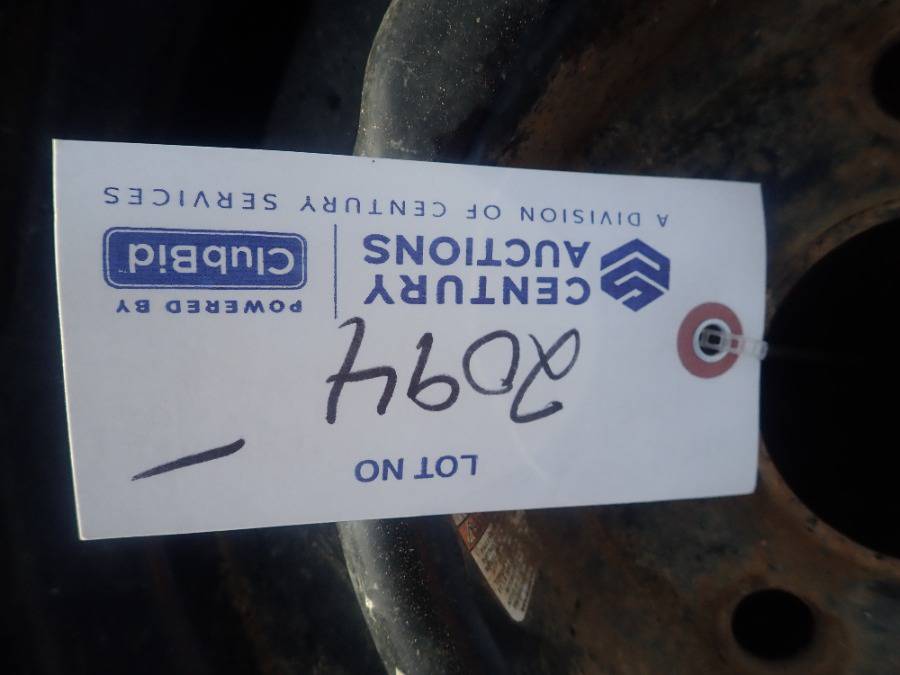 LOT NO
2094
CENTURY
AUCTIONS
POWERED BY
ClubBid
A DIVISION OF CENTURY SERVICES